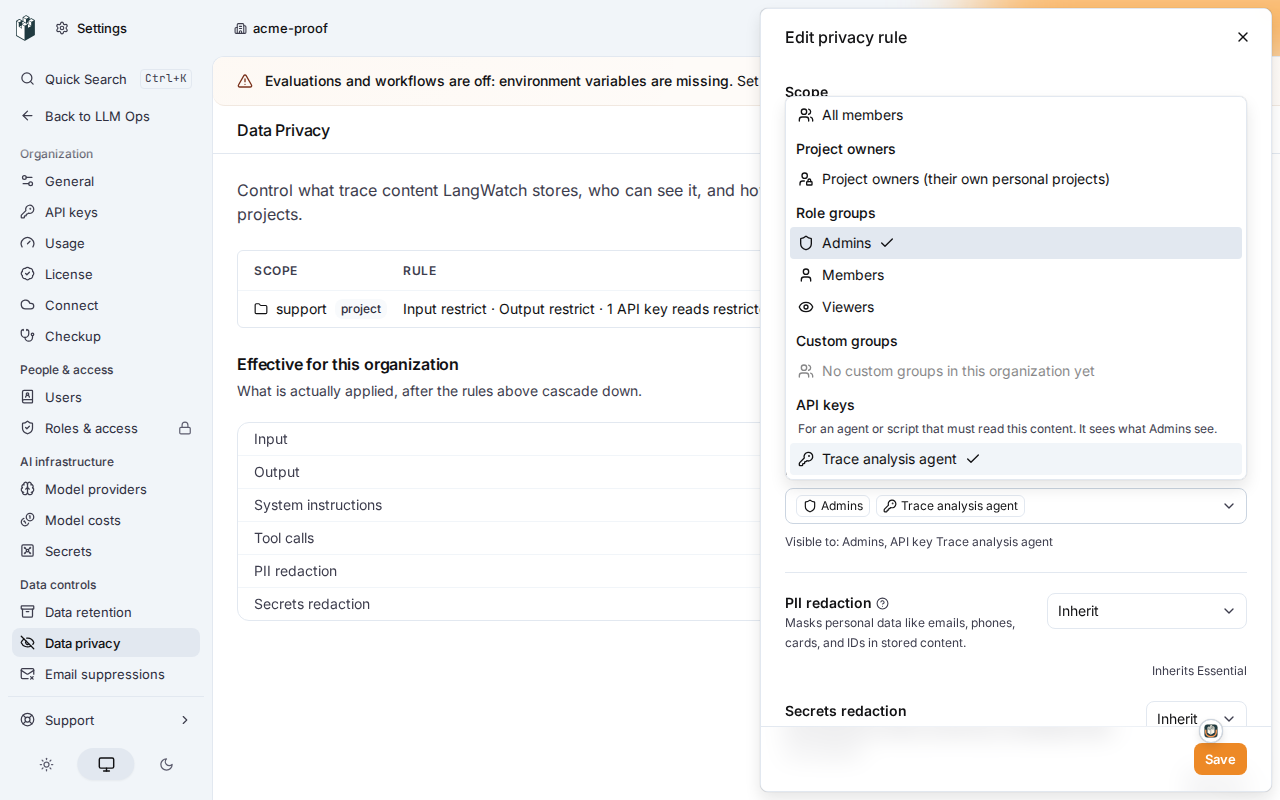 Settings
acme-proof
Quick Search Ctrl+K
Back to LLM Ops
Organization
General
API keys
Usage
License
Connect
Checkup
People & access
Users
Roles & access
AI infrastructure
Model providers
Model costs
Secrets
Data controls
Data retention
Data privacy
Email suppressions
Support
Evaluations and workflows are off: environment variables are missing. Set
Data Privacy
Control what trace content LangWatch stores, who can see it, and
projects.
SCOPE RULE
support project Input restrict · Output restrict · 1 API key reads
Effective for this organization
What is actually applied, after the rules above cascade down.
Input
Output
System instructions
Tool calls
PII redaction
Secrets redaction
Edit privacy rule
Scope
All members
Project owners
Project owners (their own personal projects)
Role groups
Admins
Members
Viewers
Custom groups
No custom groups in this organization yet
API keys
For an agent or script that must read this content. It sees what Admins see.
Trace analysis agent
Admins Trace analysis agent
Visible to: Admins, API key Trace analysis agent
PII redaction Inherit
Masks personal data like emails, phones,
cards, and IDs in stored content.
Inherits Essential
Secrets redaction Inherit
Save